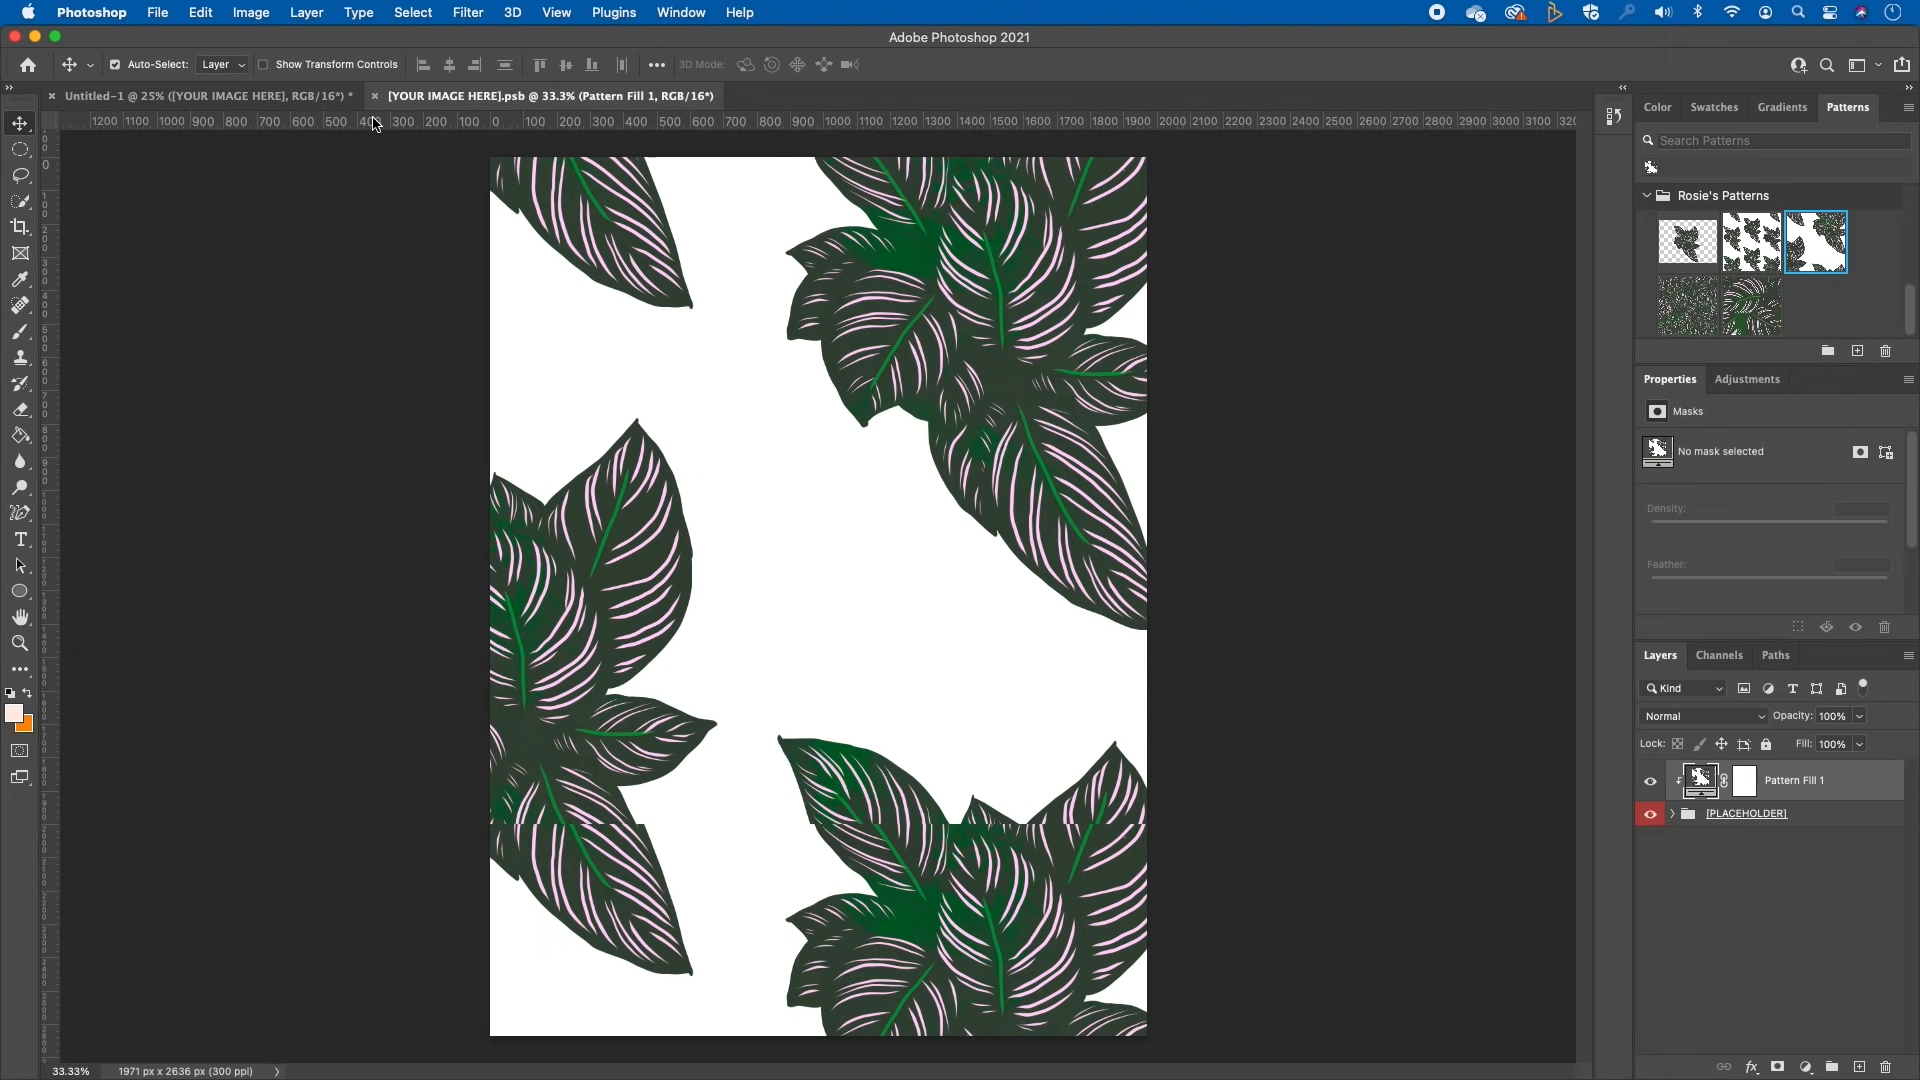 Photoshop File Edit Image Layer Type Select Filter 3D View Plugins Window Help
Adobe Photoshop 2021
Auto-Select: Layer Show Transform Controls 3D Mode:
Untitled-1 @ 25% ([YOUR IMAGE HERE], RGB/16*) * [YOUR IMAGE HERE].psb @ 33.3% (Pattern Fill 1, RGB/16*)
1200 1100 1000 900 800 700 600 500 400 300 200 100 0 100 200 300 400 500 600 700 800 900 1000 1100 1200 1300 1400 1500 1600 1700 1800 1900 2000 2100 2200 2300 2400 2500 2600 2700 2800 2900 3000 3100
Color Swatches Gradients Patterns
Search Patterns
Rosie's Patterns
Properties Adjustments
Masks
No mask selected
Density:
Feather:
Layers Channels Paths
Kind
Normal Opacity: 100%
Lock: Fill: 100%
Pattern Fill 1
[PLACEHOLDER]
33.33% 1971 px x 2636 px (300 ppi)